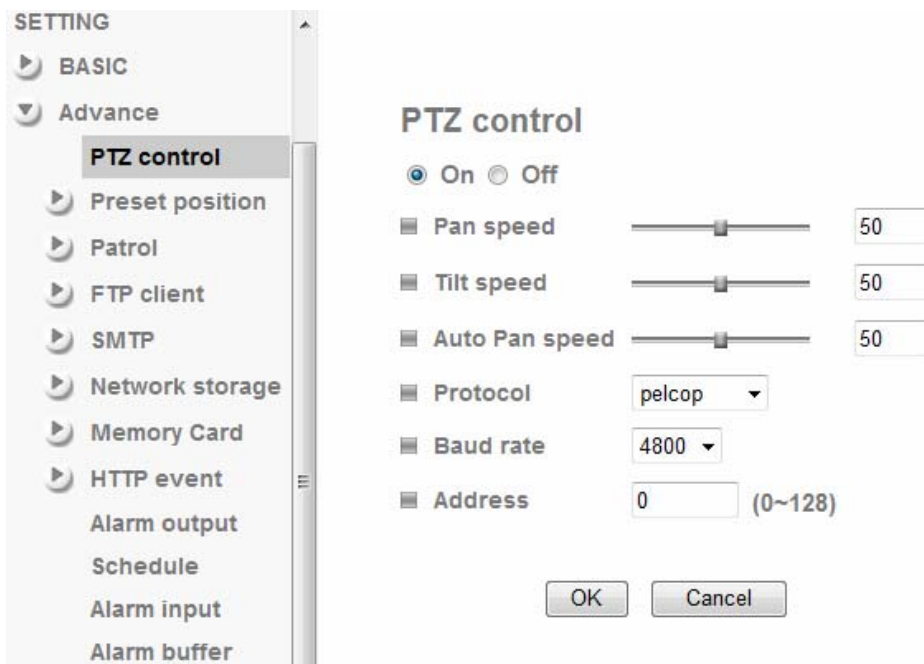 SETTING
BASIC
Advance
PTZ control
Preset position
Patrol
FTP client
SMTP
Network storage
Memory Card
HTTP event
Alarm output
Schedule
Alarm input
Alarm buffer
PTZ control
On Off
Pan speed 50
Tilt speed 50
Auto Pan speed 50
Protocol pelcop
Baud rate 4800
Address 0 (0~128)
OK Cancel